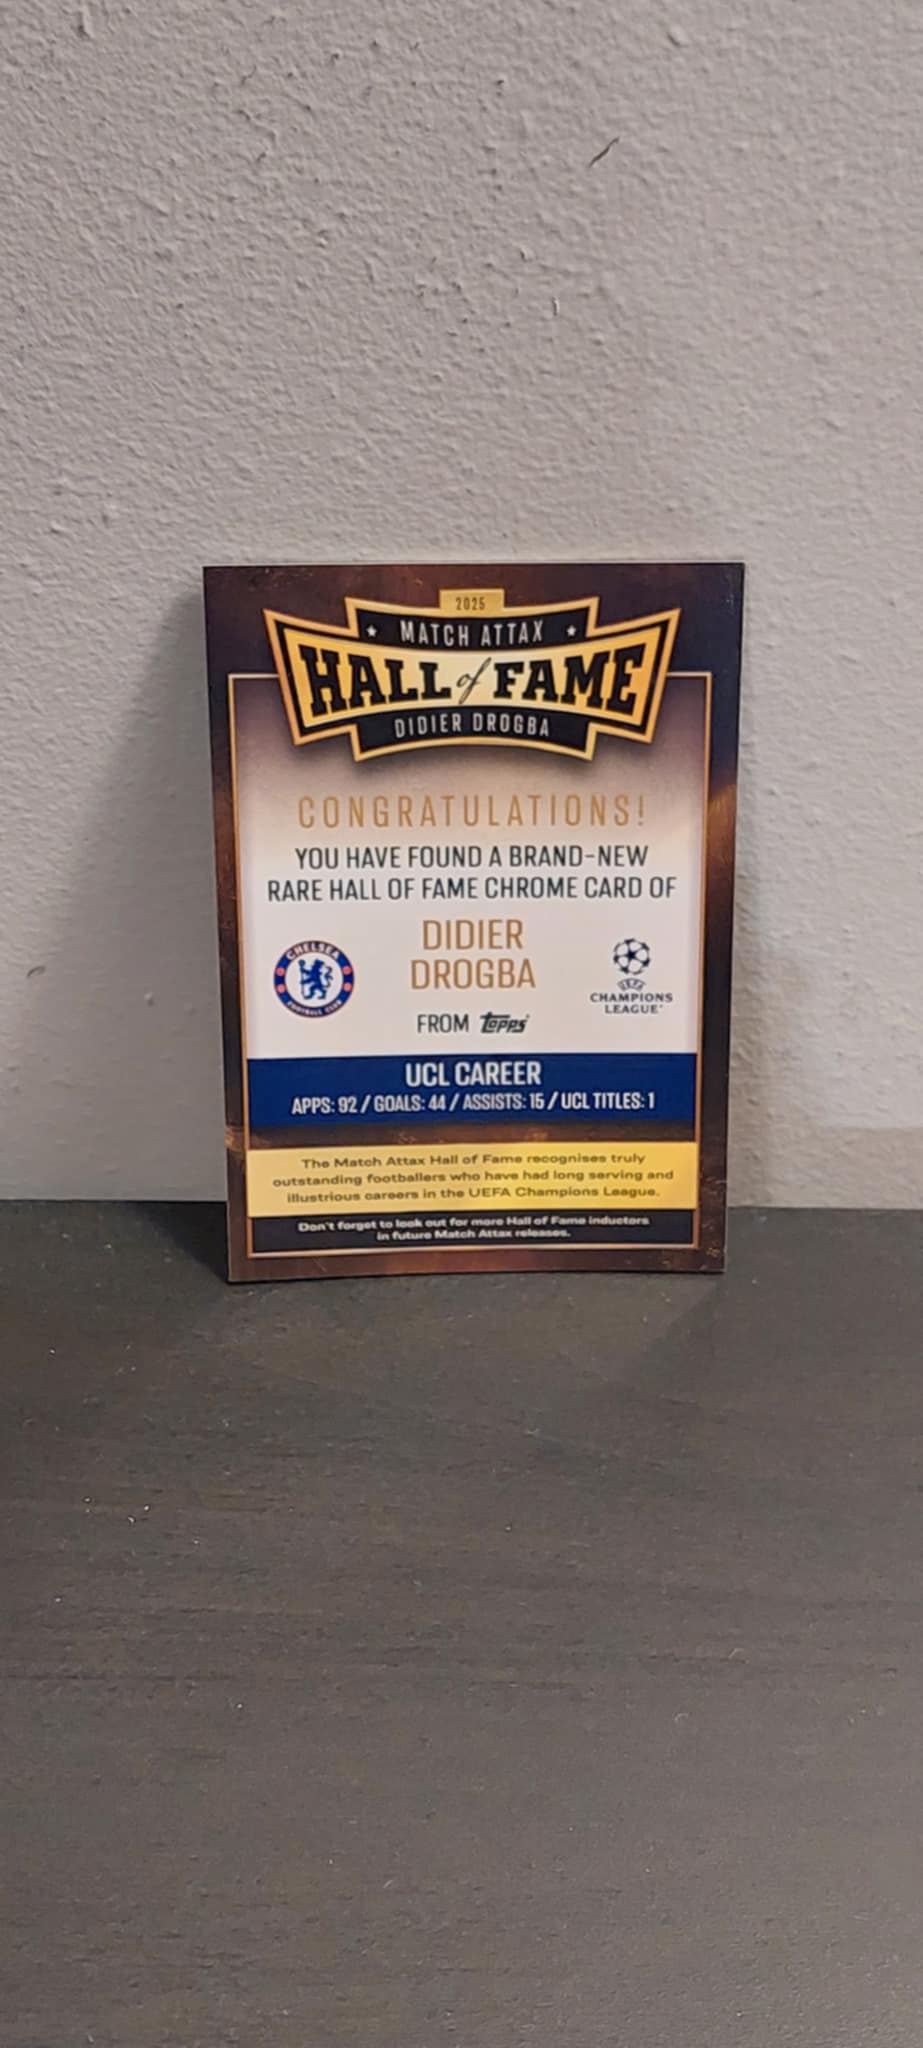 2025
MATCH ATTAX
HALL of FAME
DIDIER DROGBA
CONGRATULATIONS!
YOU HAVE FOUND A BRAND-NEW
RARE HALL OF FAME CHROME CARD OF
DIDIER
DROGBA
CHELSEA
FOOTBALL CLUB
UEFA
CHAMPIONS
LEAGUE
FROM topps
UCL CAREER
APPS: 92 / GOALS: 44 / ASSISTS: 15 / UCL TITLES: 1
The Match Attax Hall of Fame recognises truly
outstanding footballers who have had long serving and
illustrious careers in the UEFA Champions League.
Don't forget to look out for more Hall of Fame inductors
in future Match Attax releases.